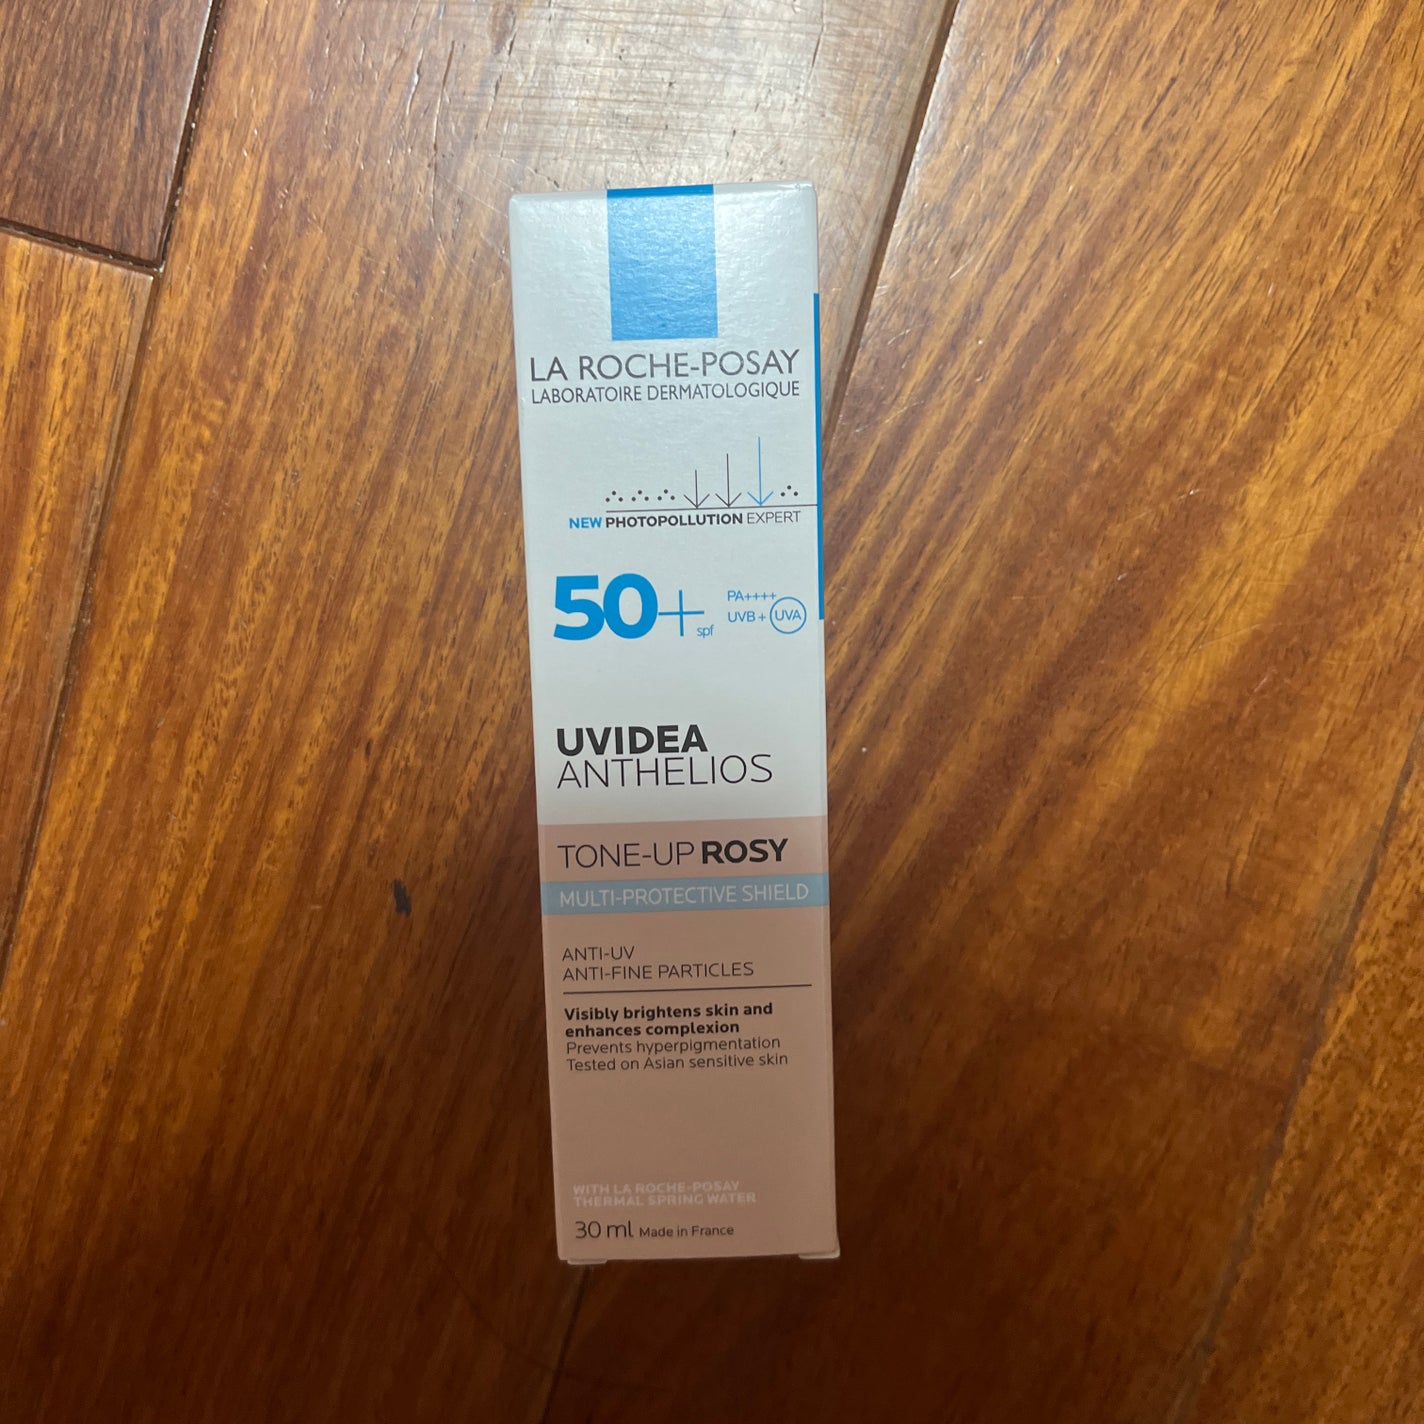 LA ROCHE-POSAY
LABORATOIRE DERMATOLOGIQUE
NEW PHOTOPOLLUTION EXPERT
50+ spf
PA++++
UVB + UVA
UVIDEA
ANTHELIOS
TONE-UP ROSY
MULTI-PROTECTIVE SHIELD
ANTI-UV
ANTI-FINE PARTICLES
Visibly brightens skin and
enhances complexion
Prevents hyperpigmentation
Tested on Asian sensitive skin
WITH LA ROCHE-POSAY
THERMAL SPRING WATER
30 ml Made in France